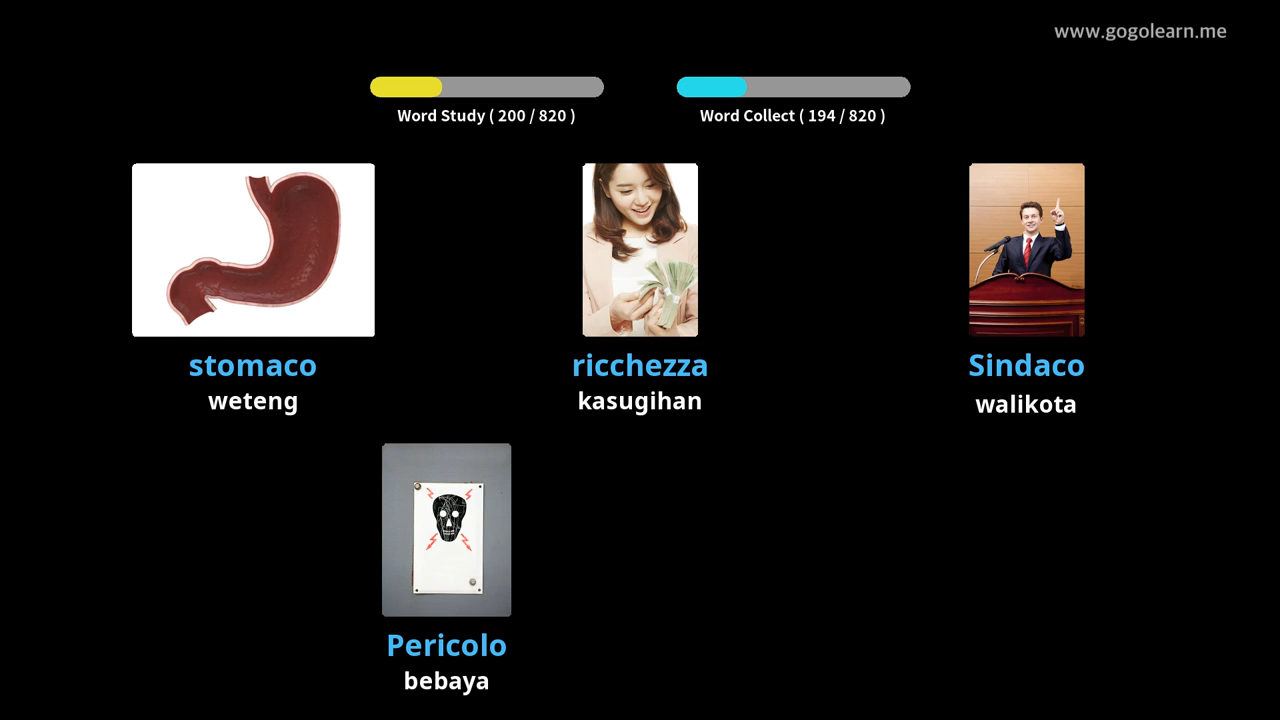 www.gogolearn.me
Word Study ( 200 / 820 )
Word Collect ( 194 / 820 )
stomaco
weteng
ricchezza
kasugihan
Sindaco
walikota
Pericolo
bebaya